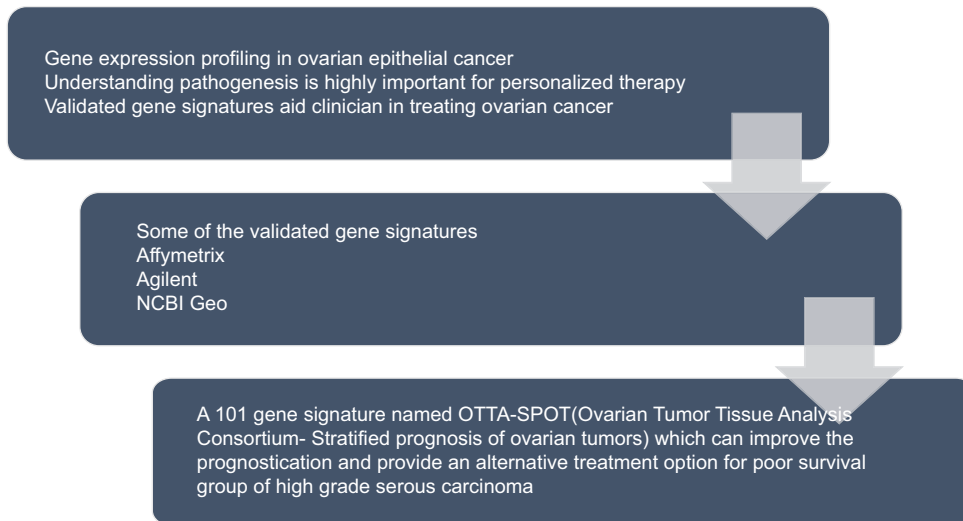 Gene expression profiling in ovarian epithelial cancer
Understanding pathogenesis is highly important for personalized therapy
Validated gene signatures aid clinician in treating ovarian cancer
Some of the validated gene signatures
Affymetrix
Agilent
NCBI Geo
A 101 gene signature named OTTA-SPOT(Ovarian Tumor Tissue Analysis
Consortium- Stratified prognosis of ovarian tumors) which can improve the
prognostication and provide an alternative treatment option for poor survival
group of high grade serous carcinoma